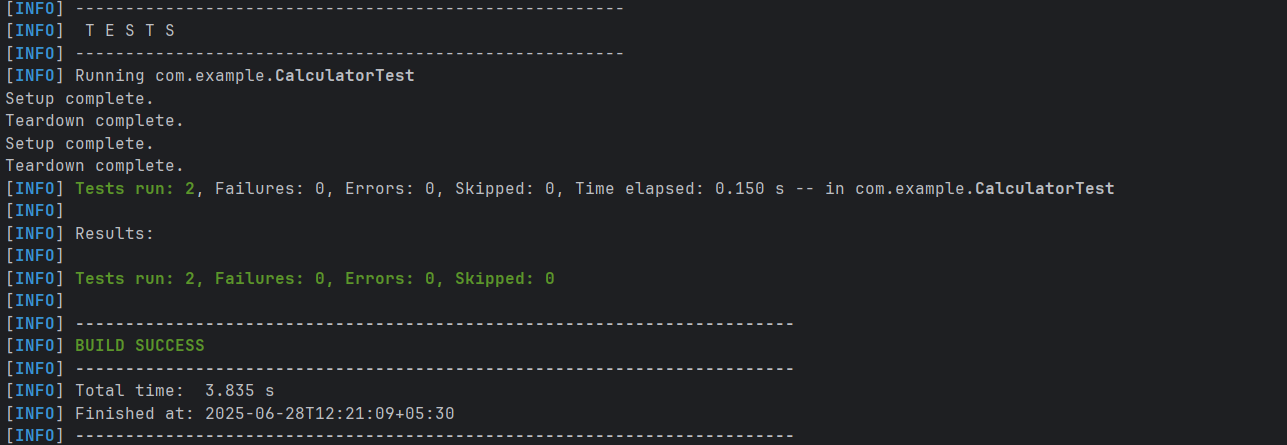 [INFO] -------------------------------------------------------
[INFO]  T E S T S
[INFO] -------------------------------------------------------
[INFO] Running com.example.CalculatorTest
Setup complete.
Teardown complete.
Setup complete.
Teardown complete.
[INFO] Tests run: 2, Failures: 0, Errors: 0, Skipped: 0, Time elapsed: 0.150 s -- in com.example.CalculatorTest
[INFO]
[INFO] Results:
[INFO]
[INFO] Tests run: 2, Failures: 0, Errors: 0, Skipped: 0
[INFO]
[INFO] ------------------------------------------------------------------------
[INFO] BUILD SUCCESS
[INFO] ------------------------------------------------------------------------
[INFO] Total time:  3.835 s
[INFO] Finished at: 2025-06-28T12:21:09+05:30
[INFO] ------------------------------------------------------------------------